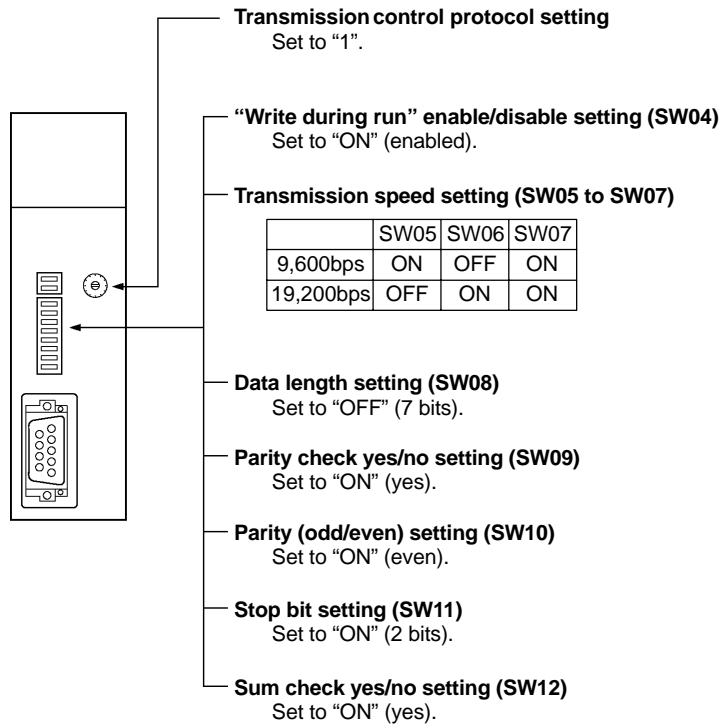 Transmission control protocol setting
Set to “1”.
“Write during run” enable/disable setting (SW04)
Set to “ON” (enabled).
Transmission speed setting (SW05 to SW07)
SW05 SW06 SW07
9,600bps ON OFF ON
19,200bps OFF ON ON
Data length setting (SW08)
Set to “OFF” (7 bits).
Parity check yes/no setting (SW09)
Set to “ON” (yes).
Parity (odd/even) setting (SW10)
Set to “ON” (even).
Stop bit setting (SW11)
Set to “ON” (2 bits).
Sum check yes/no setting (SW12)
Set to “ON” (yes).